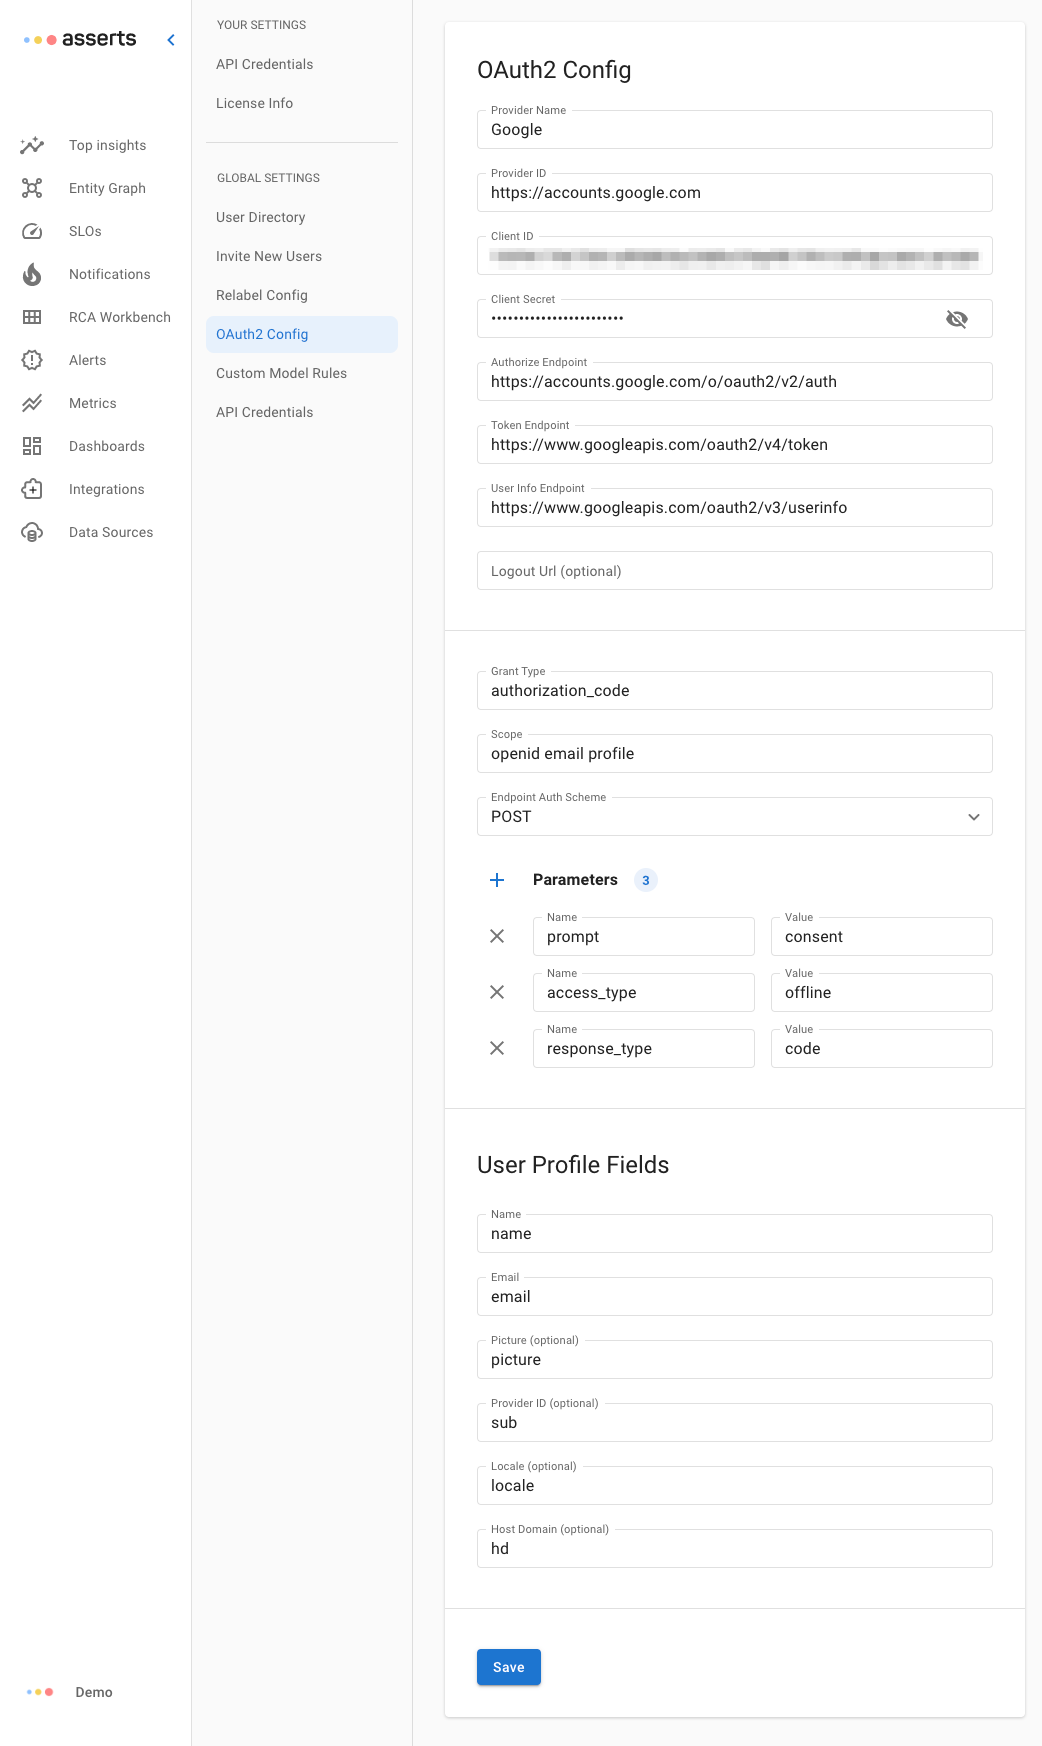 asserts
Top insights
Entity Graph
SLOs
Notifications
RCA Workbench
Alerts
Metrics
Dashboards
Integrations
Data Sources
Demo
YOUR SETTINGS
API Credentials
License Info
GLOBAL SETTINGS
User Directory
Invite New Users
Relabel Config
OAuth2 Config
Custom Model Rules
API Credentials
OAuth2 Config
Provider Name
Google
Provider ID
https://accounts.google.com
Client ID
Client Secret
••••••••••••••••••••••••
Authorize Endpoint
https://accounts.google.com/o/oauth2/v2/auth
Token Endpoint
https://www.googleapis.com/oauth2/v4/token
User Info Endpoint
https://www.googleapis.com/oauth2/v3/userinfo
Logout Url (optional)
Grant Type
authorization_code
Scope
openid email profile
Endpoint Auth Scheme
POST
Parameters 3
Name Value
prompt consent
Name Value
access_type offline
Name Value
response_type code
User Profile Fields
Name
name
Email
email
Picture (optional)
picture
Provider ID (optional)
sub
Locale (optional)
locale
Host Domain (optional)
hd
Save